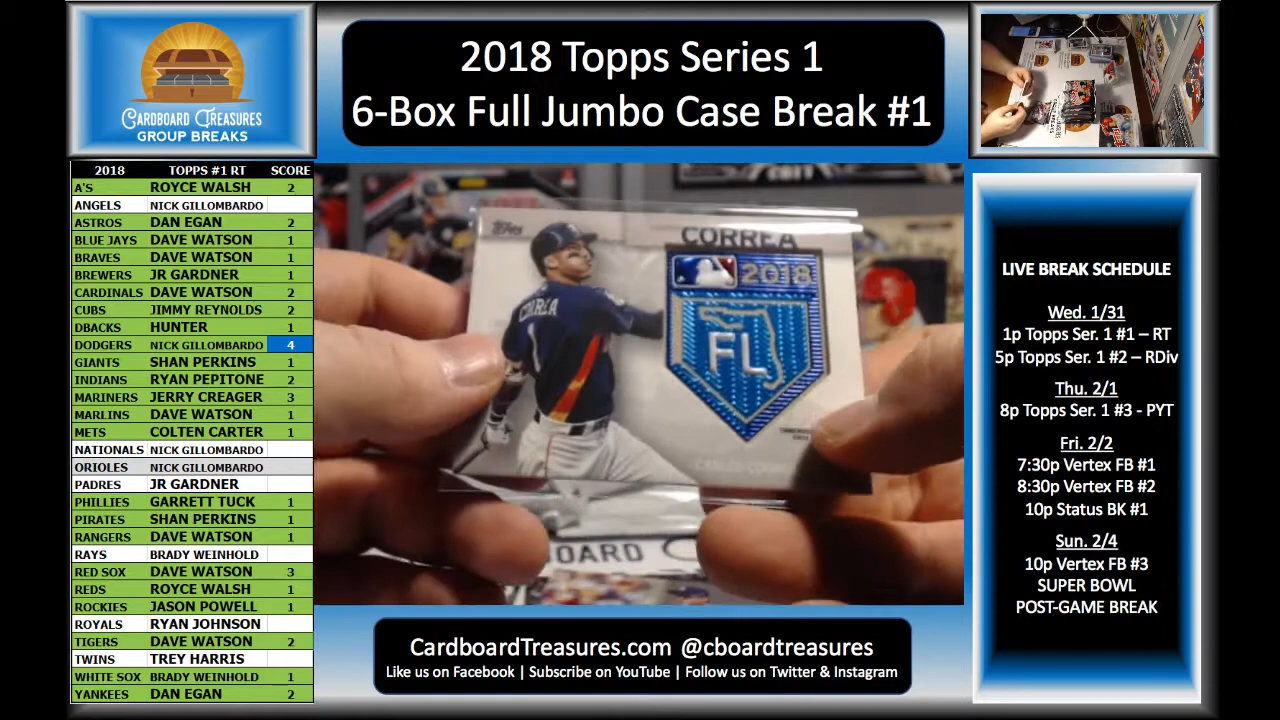 CARDBOARD TREASURES
GROUP BREAKS
2018 Topps Series 1
6-Box Full Jumbo Case Break #1
2018 TOPPS #1 RT SCORE
A'S ROYCE WALSH 2
ANGELS NICK GILLOMBARDO
ASTROS DAN EGAN 2
BLUE JAYS DAVE WATSON 1
BRAVES DAVE WATSON 1
BREWERS JR GARDNER 1
CARDINALS DAVE WATSON 2
CUBS JIMMY REYNOLDS 2
DBACKS HUNTER 1
DODGERS NICK GILLOMBARDO 4
GIANTS SHAN PERKINS 1
INDIANS RYAN PEPITONE 2
MARINERS JERRY CREAGER 3
MARLINS DAVE WATSON 1
METS COLTEN CARTER 1
NATIONALS NICK GILLOMBARDO
ORIOLES NICK GILLOMBARDO
PADRES JR GARDNER
PHILLIES GARRETT TUCK 1
PIRATES SHAN PERKINS 1
RANGERS DAVE WATSON 1
RAYS BRADY WEINHOLD
RED SOX DAVE WATSON 3
REDS ROYCE WALSH 1
ROCKIES JASON POWELL 1
ROYALS RYAN JOHNSON
TIGERS DAVE WATSON 2
TWINS TREY HARRIS
WHITE SOX BRADY WEINHOLD 1
YANKEES DAN EGAN 2
Topps
CORREA
2018
FL
CORREA
1
CARLOS CORREA
BOARD
LIVE BREAK SCHEDULE
Wed. 1/31
1p Topps Ser. 1 #1 – RT
5p Topps Ser. 1 #2 – RDiv
Thu. 2/1
8p Topps Ser. 1 #3 - PYT
Fri. 2/2
7:30p Vertex FB #1
8:30p Vertex FB #2
10p Status BK #1
Sun. 2/4
10p Vertex FB #3
SUPER BOWL
POST-GAME BREAK
CardboardTreasures.com @cboardtreasures
Like us on Facebook | Subscribe on YouTube | Follow us on Twitter & Instagram